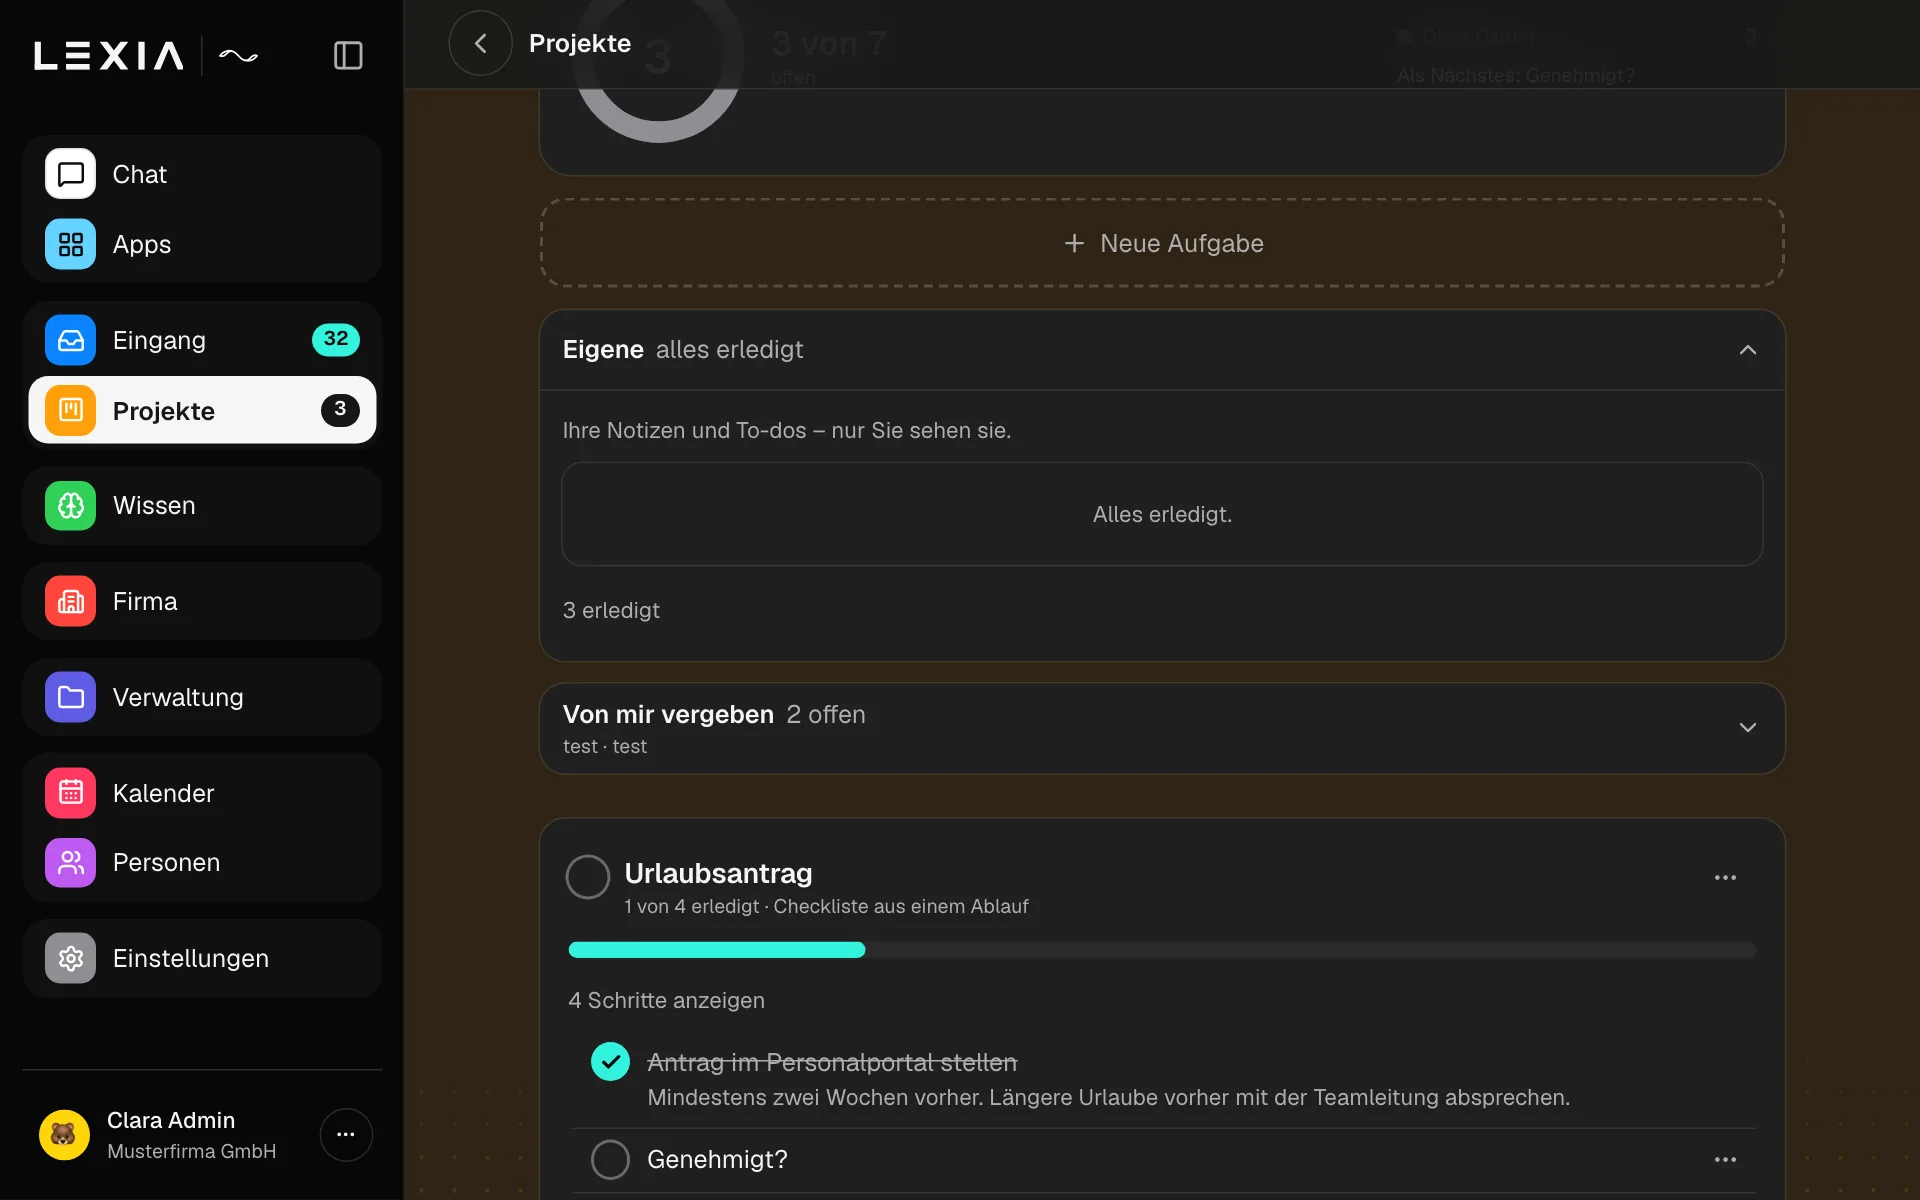 LEXIA
Chat
Apps
Eingang 32
Projekte 3
Wissen
Firma
Verwaltung
Kalender
Personen
Einstellungen
Clara Admin
Musterfirma GmbH
Projekte
3
3 von 7
offen
Ohne Datum 3
Als Nächstes: Genehmigt?
+ Neue Aufgabe
Eigene alles erledigt
Ihre Notizen und To-dos – nur Sie sehen sie.
Alles erledigt.
3 erledigt
Von mir vergeben 2 offen
test · test
Urlaubsantrag
1 von 4 erledigt · Checkliste aus einem Ablauf
4 Schritte anzeigen
Antrag im Personalportal stellen
Mindestens zwei Wochen vorher. Längere Urlaube vorher mit der Teamleitung absprechen.
Genehmigt?